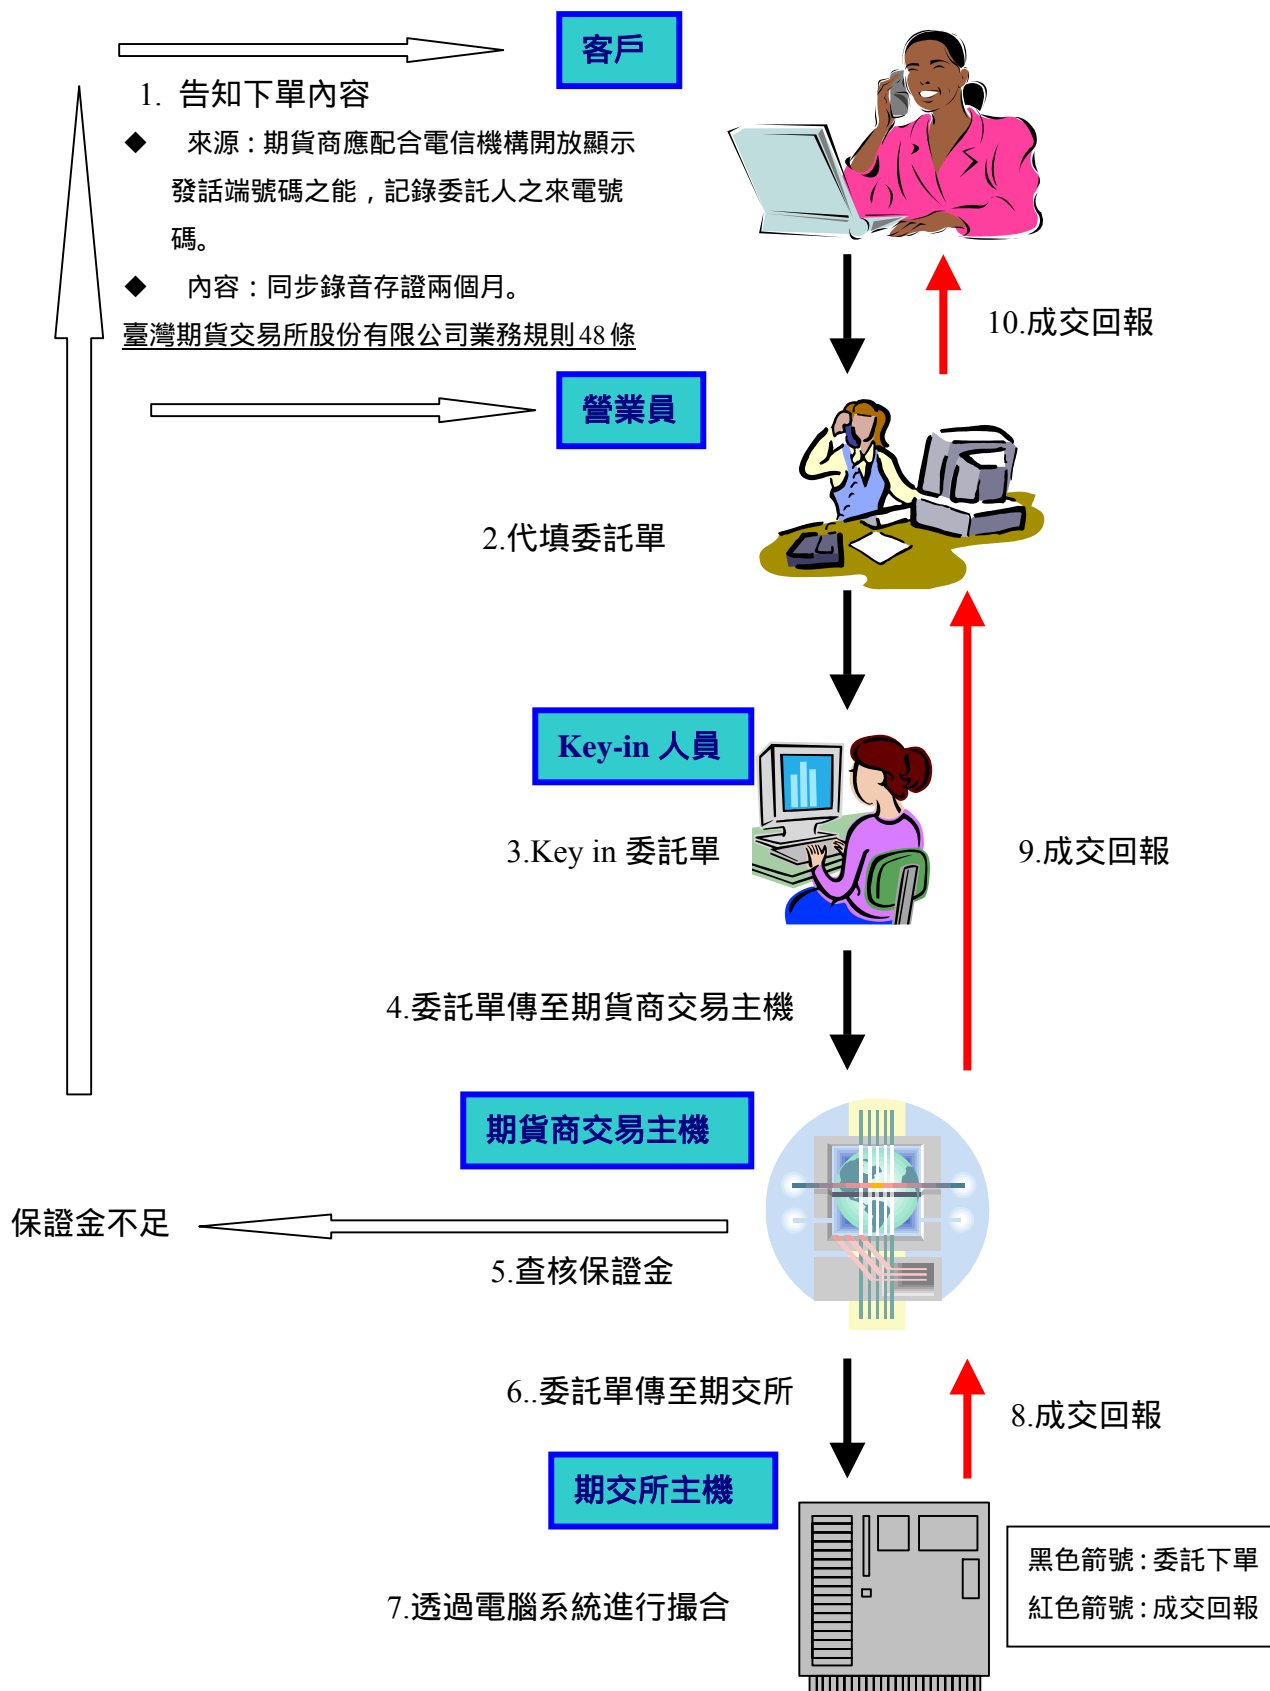 客戶
1. 告知下單內容
◆ 來源：期貨商應配合電信機構開放顯示
發話端號碼之能，記錄委託人之來電號
碼。
◆ 內容：同步錄音存證兩個月。
臺灣期貨交易所股份有限公司業務規則48條
10.成交回報
營業員
2.代填委託單
Key-in 人員
3.Key in 委託單
9.成交回報
4.委託單傳至期貨商交易主機
期貨商交易主機
保證金不足
5.查核保證金
6..委託單傳至期交所
8.成交回報
期交所主機
黑色箭號：委託下單
紅色箭號：成交回報
7.透過電腦系統進行撮合